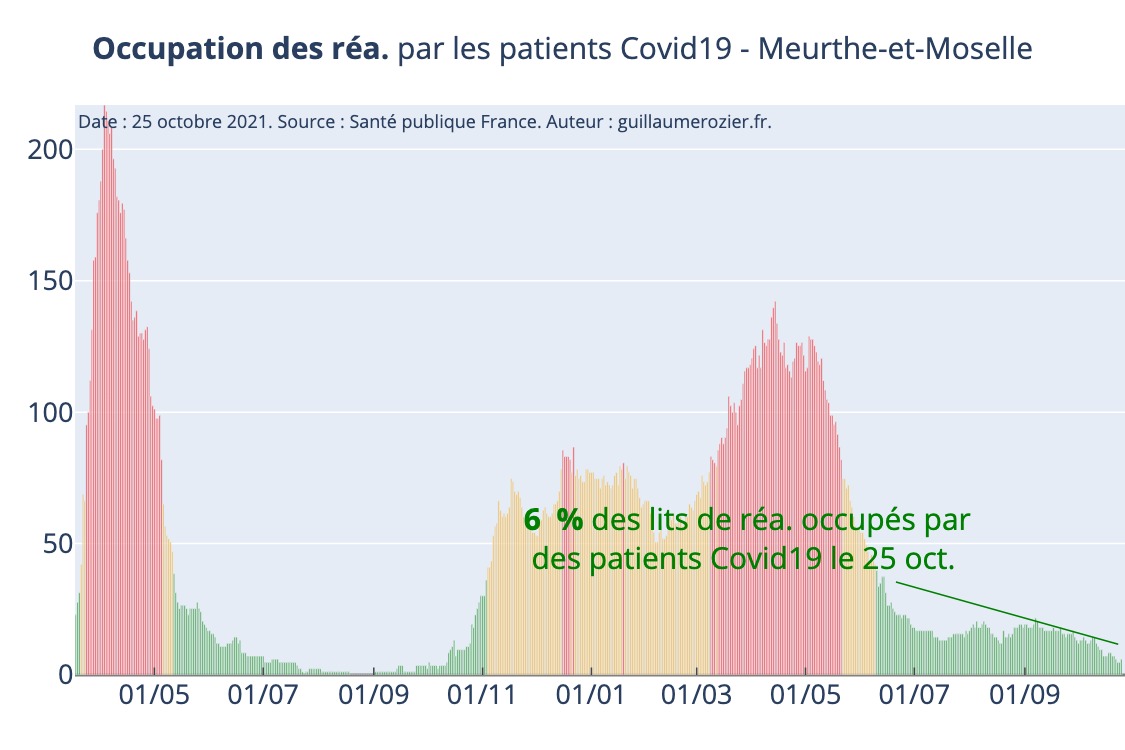 Occupation des réa. par les patients Covid19 - Meurthe-et-Moselle
Date : 25 octobre 2021. Source : Santé publique France. Auteur : guillaumerozier.fr.
200
150
100
50
0
6 % des lits de réa. occupés par
des patients Covid19 le 25 oct.
01/05 01/07 01/09 01/11 01/01 01/03 01/05 01/07 01/09